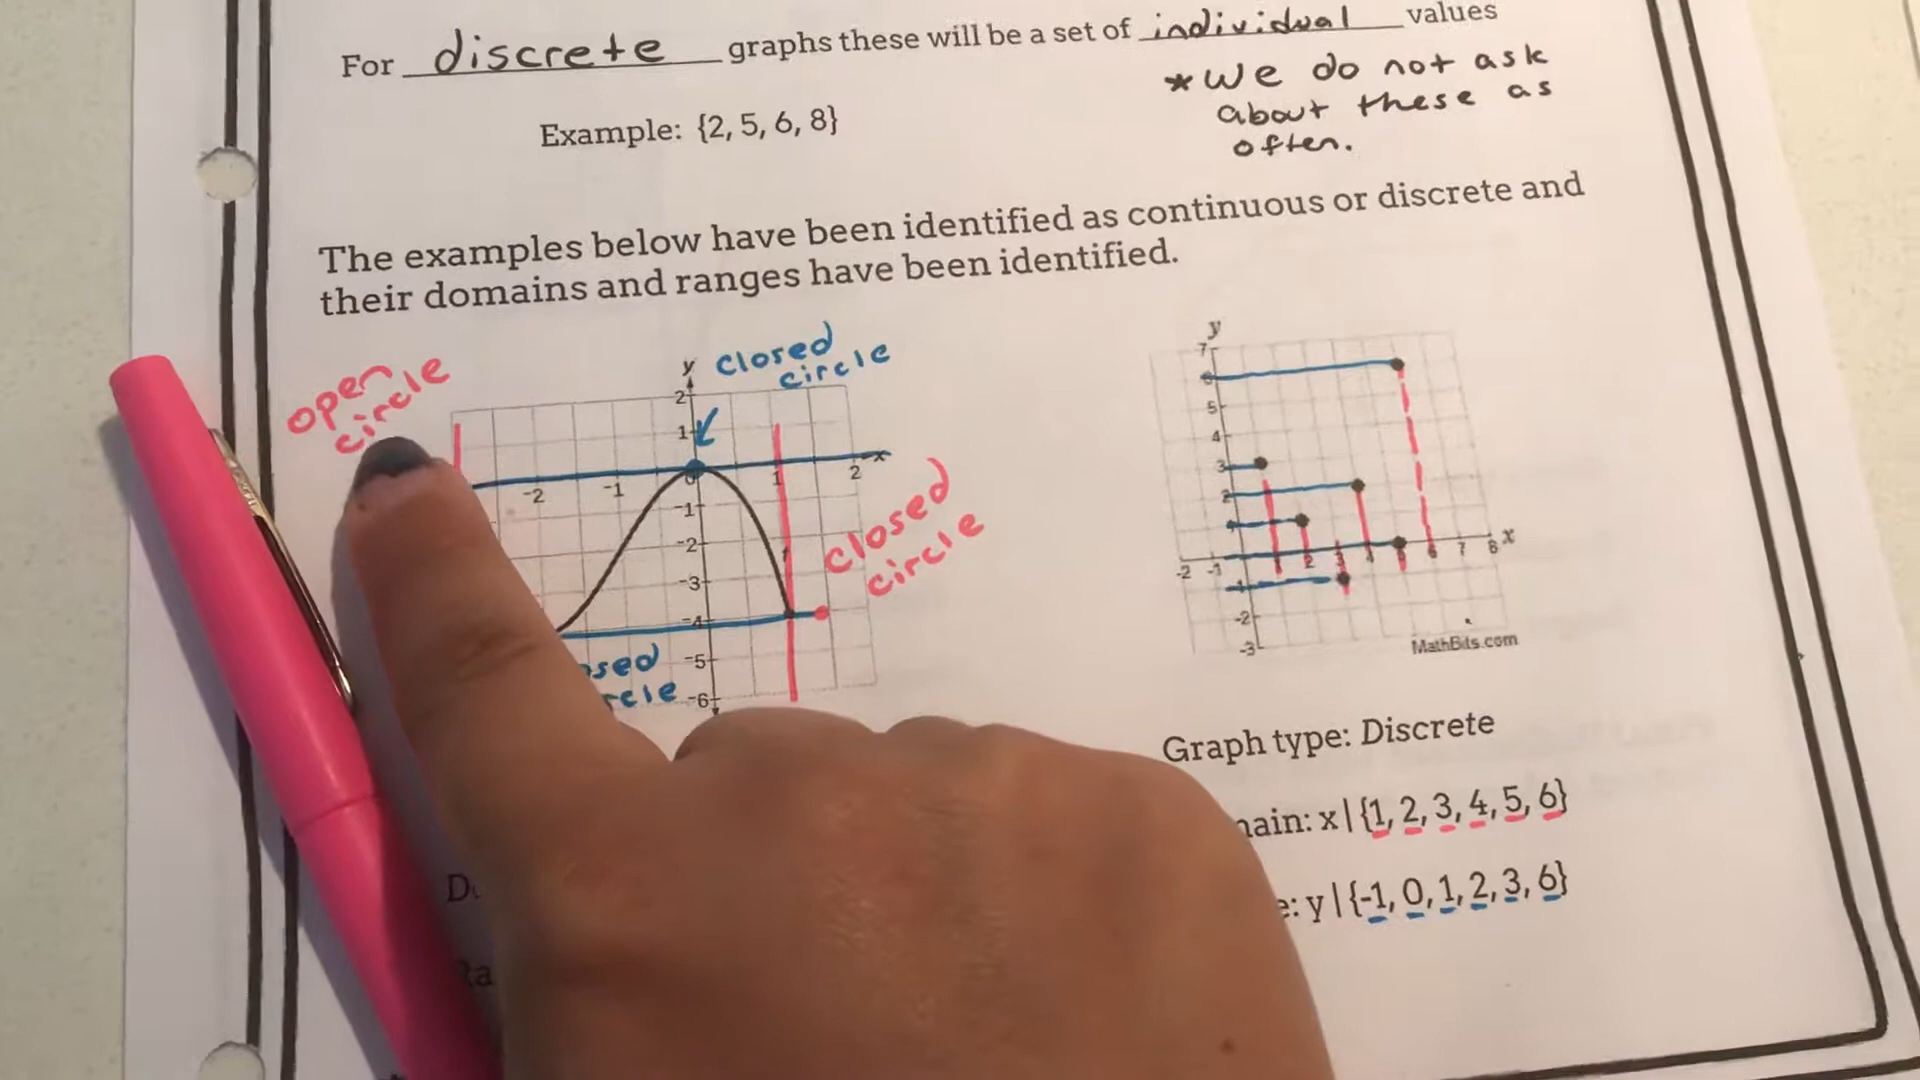 For discrete graphs these will be a set of individual values
Example: {2, 5, 6, 8}
*We do not ask
about these as
often.
The examples below have been identified as continuous or discrete and
their domains and ranges have been identified.
open
circle
closed
circle
y
2
1
x
-2
-1
0
1
2
-1
-2
-3
-4
-5
-6
closed
circle
y
7
6
5
4
3
2
1
-2
-1
1
2
3
4
5
6
7
8
x
-1
-2
-3
MathBits.com
Graph type: Discrete
x | {1, 2, 3, 4, 5, 6}
y | {-1, 0, 1, 2, 3, 6}